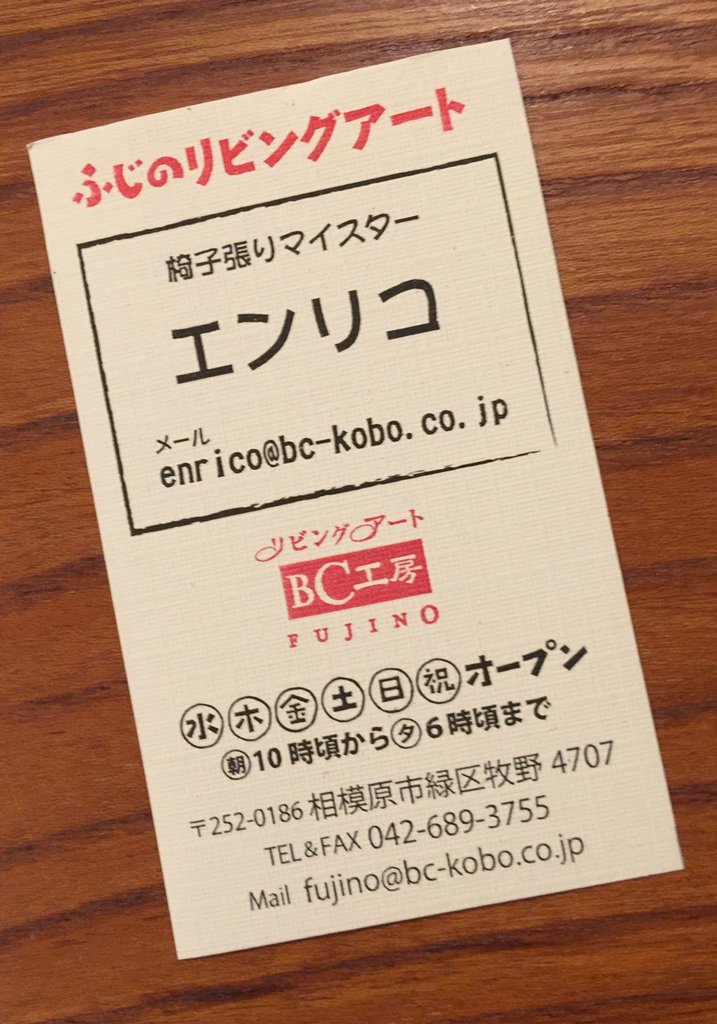 ふじのリビングアート
椅子張りマイスター
エンリコ
メール
enrico@bc-kobo.co.jp
リビングアート
BC工房
FUJINO
㊌㊍㊎㊏㊐㊗オープン
朝10時頃から夕6時頃まで
〒252-0186 相模原市緑区牧野 4707
TEL&FAX 042-689-3755
Mail fujino@bc-kobo.co.jp